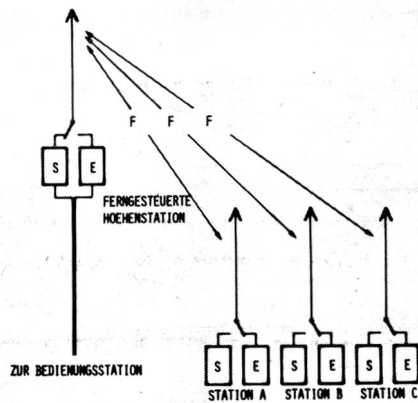 F F F
S E
FERNGESTEUERTE
HOEHENSTATION
ZUR BEDIENUNGSSTATION
S E S E S E
STATION A STATION B STATION C